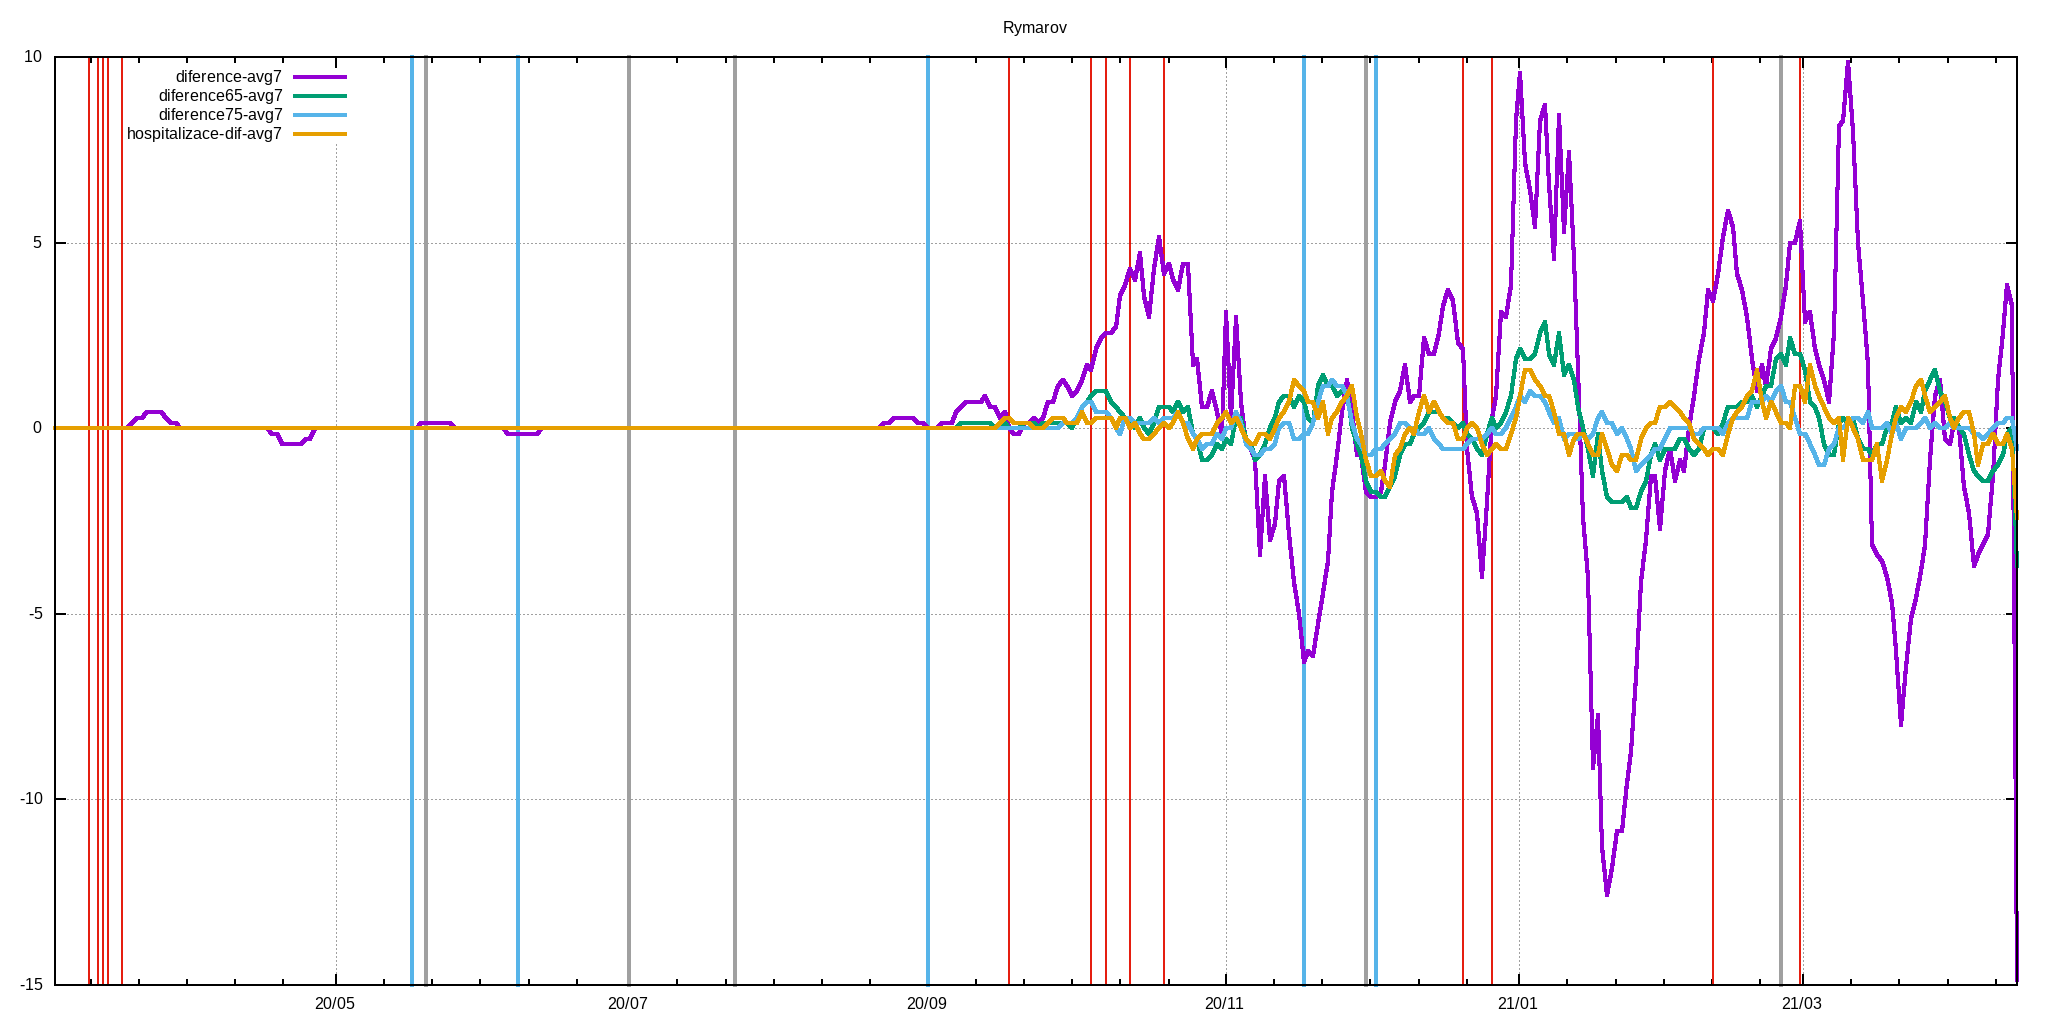 Rymarov
10
diference-avg7
diference65-avg7
diference75-avg7
hospitalizace-dif-avg7
5
0
-5
-10
-15
20/05
20/07
20/09
20/11
21/01
21/03